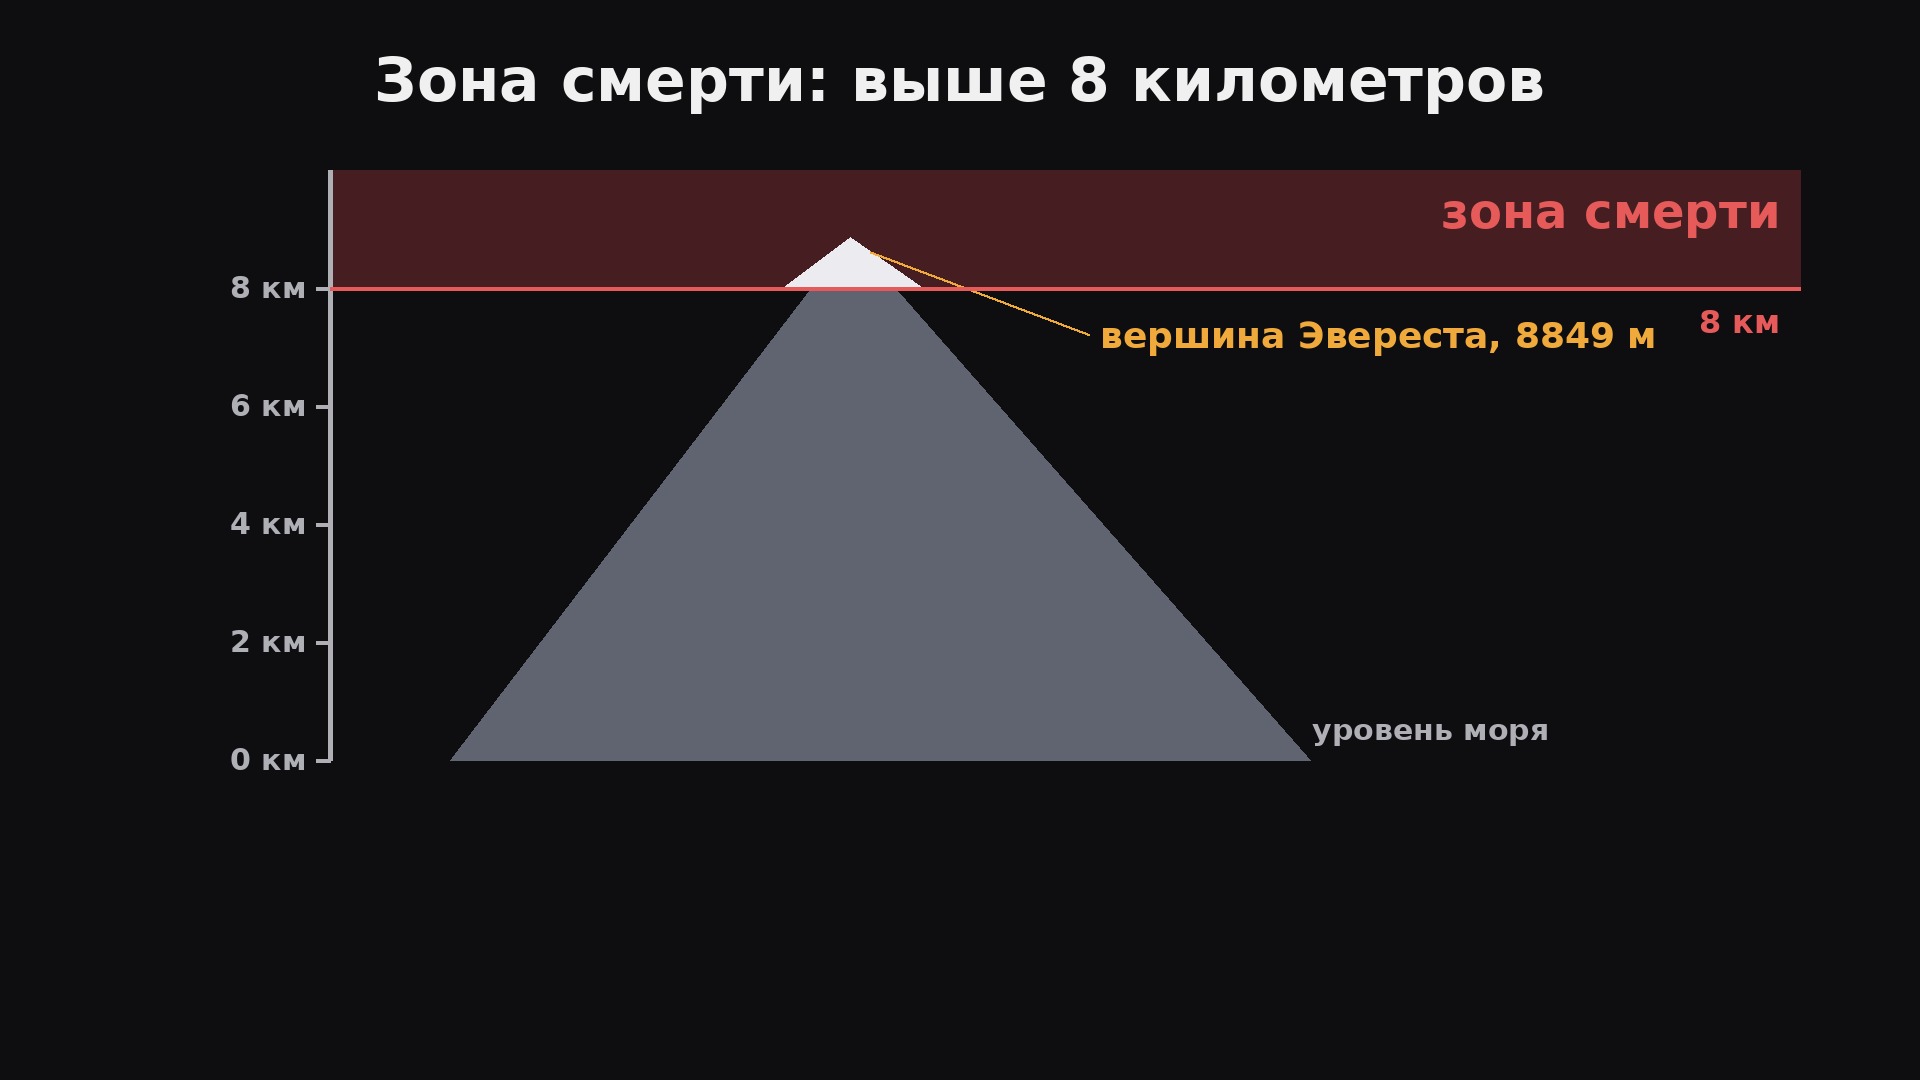 Зона смерти: выше 8 километров
зона смерти
8 км
вершина Эвереста, 8849 м
8 км
6 км
4 км
2 км
уровень моря
0 км